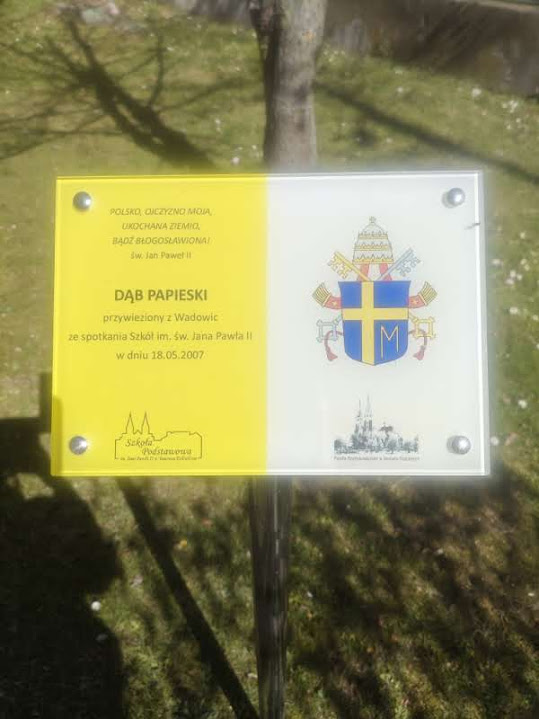 POLSKO, OJCZYZNO MOJA,
UKOCHANA ZIEMIO,
BĄDŹ BŁOGOSŁAWIONA!
św. Jan Paweł II
DĄB PAPIESKI
przywieziony z Wadowic
ze spotkania Szkół im. św. Jana Pawła II
w dniu 18.05.2007
Szkoła
Podstawowa
M